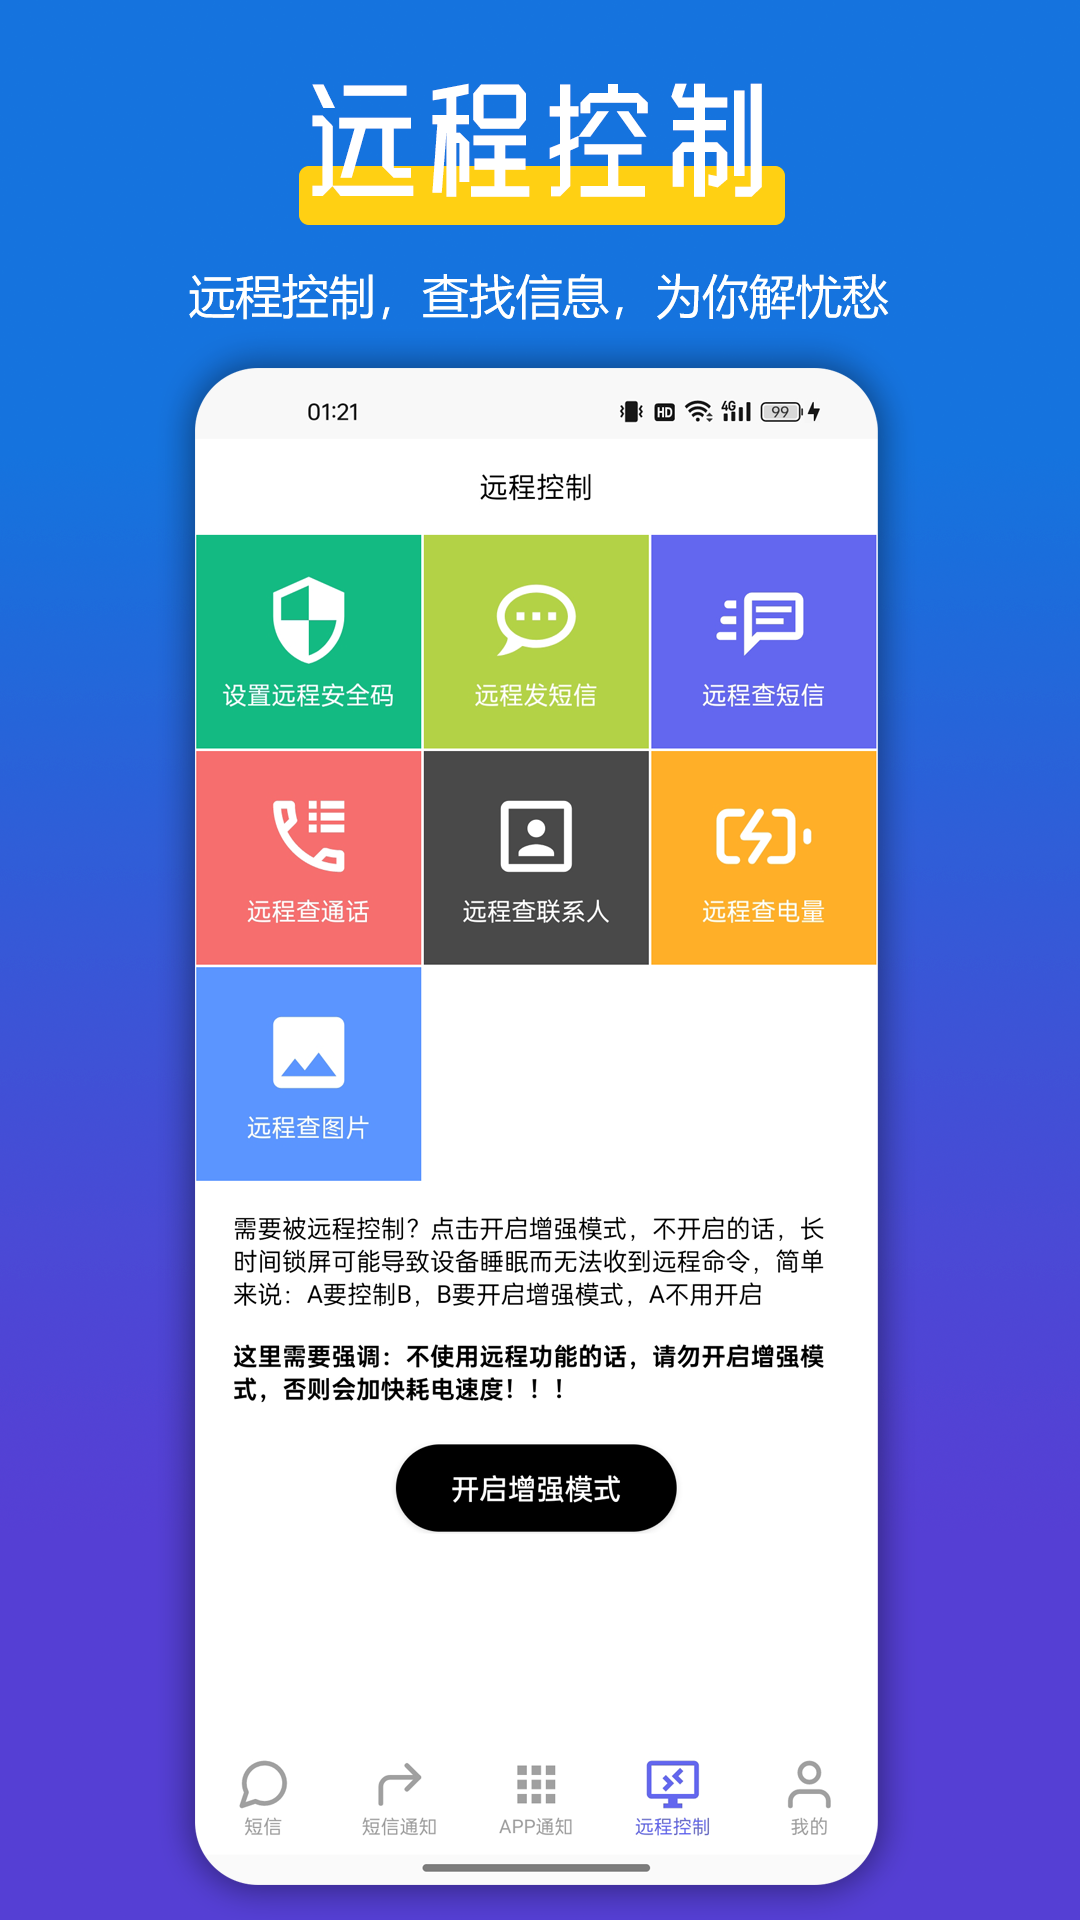 远程控制
远程控制，查找信息，为你解忧愁
01:21
HD
4G
99
远程控制
设置远程安全码
远程发短信
远程查短信
远程查通话
远程查联系人
远程查电量
远程查图片
需要被远程控制？点击开启增强模式，不开启的话，长
时间锁屏可能导致设备睡眠而无法收到远程命令，简单
来说：A要控制B，B要开启增强模式，A不用开启
这里需要强调：不使用远程功能的话，请勿开启增强模
式，否则会加快耗电速度！！！
开启增强模式
短信
短信通知
APP通知
远程控制
我的